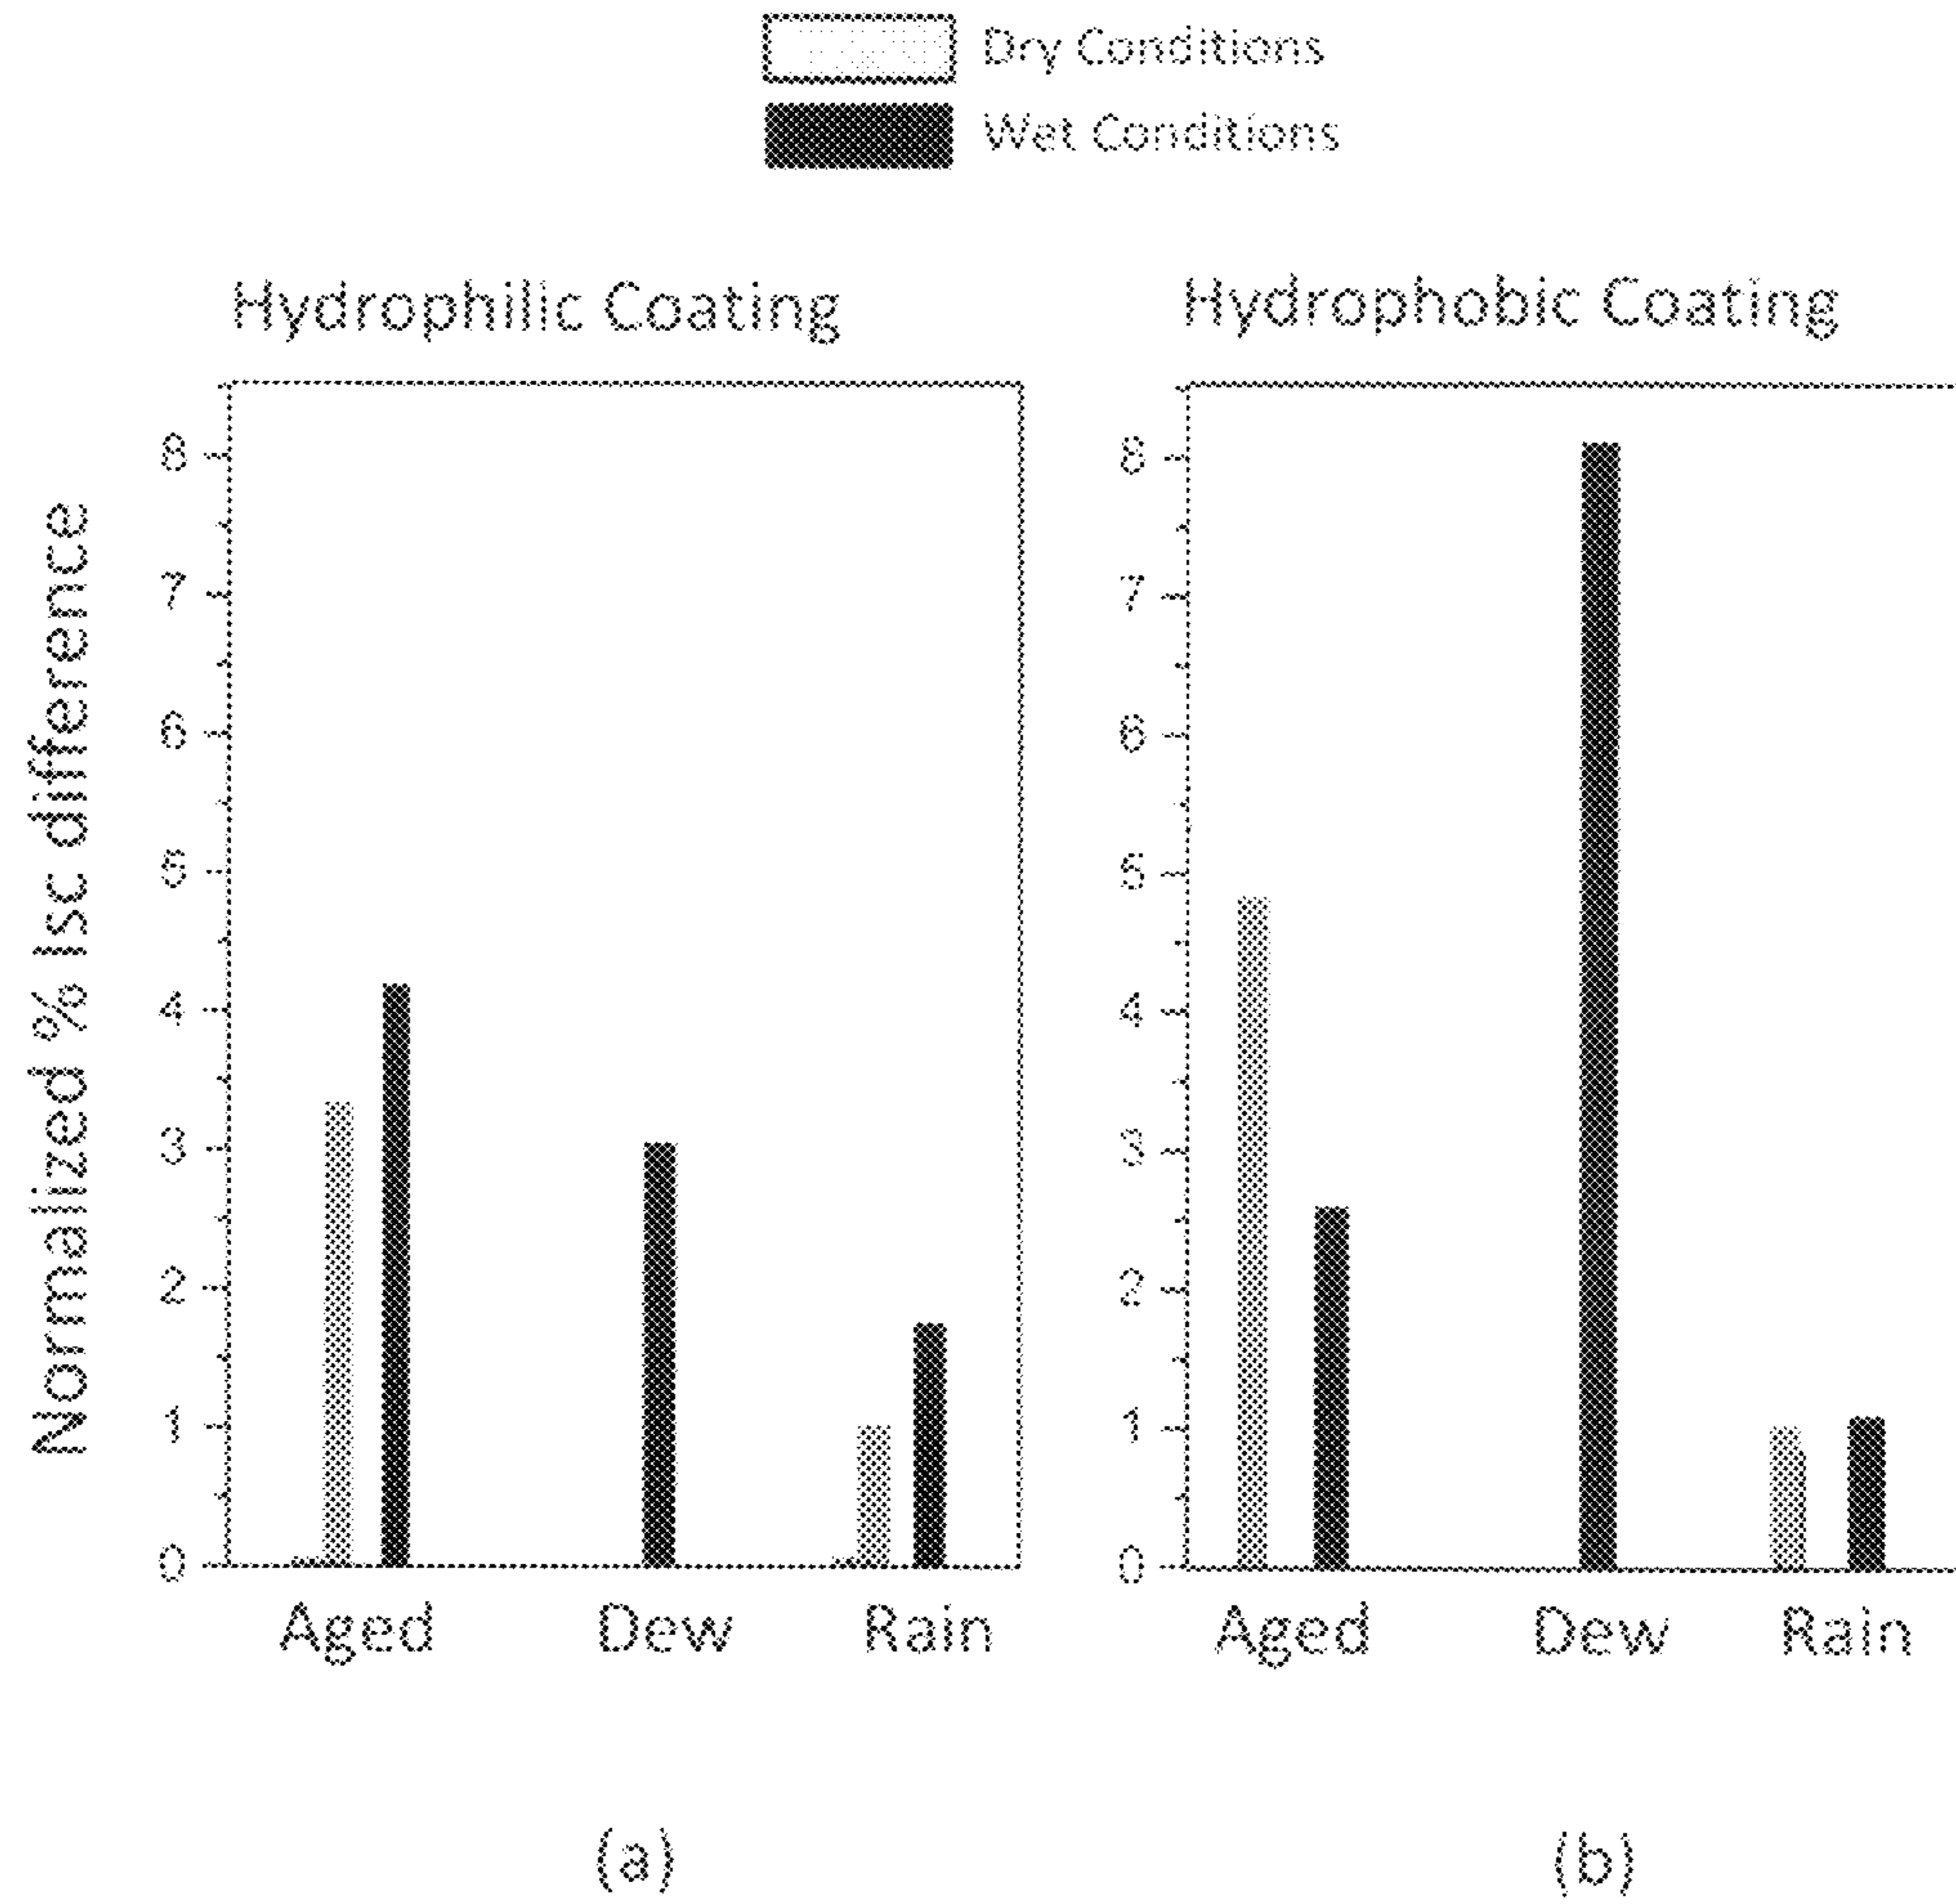 Dry Conditions
Wet Conditions
Hydrophilic Coating
Hydrophobic Coating
Normalized % Isc difference
8
7
6
5
4
3
2
1
0
Aged Dew Rain
8
7
6
5
4
3
2
1
0
Aged Dew Rain
(a)
(b)